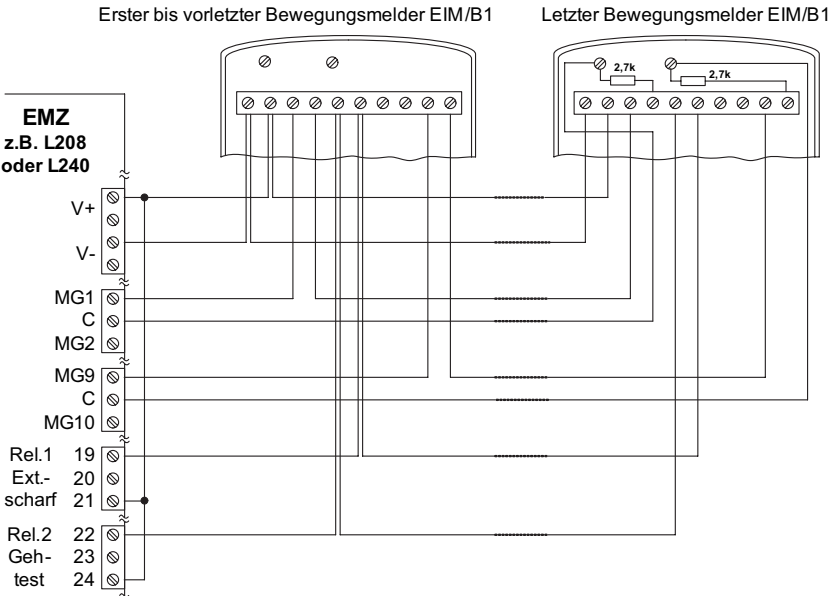 Erster bis vorletzter Bewegungsmelder EIM/B1
Letzter Bewegungsmelder EIM/B1
2,7k
2,7k
EMZ
z.B. L208
oder L240
V+
V-
MG1
C
MG2
MG9
C
MG10
Rel.1 19
Ext.- 20
scharf 21
Rel.2 22
Geh- 23
test 24